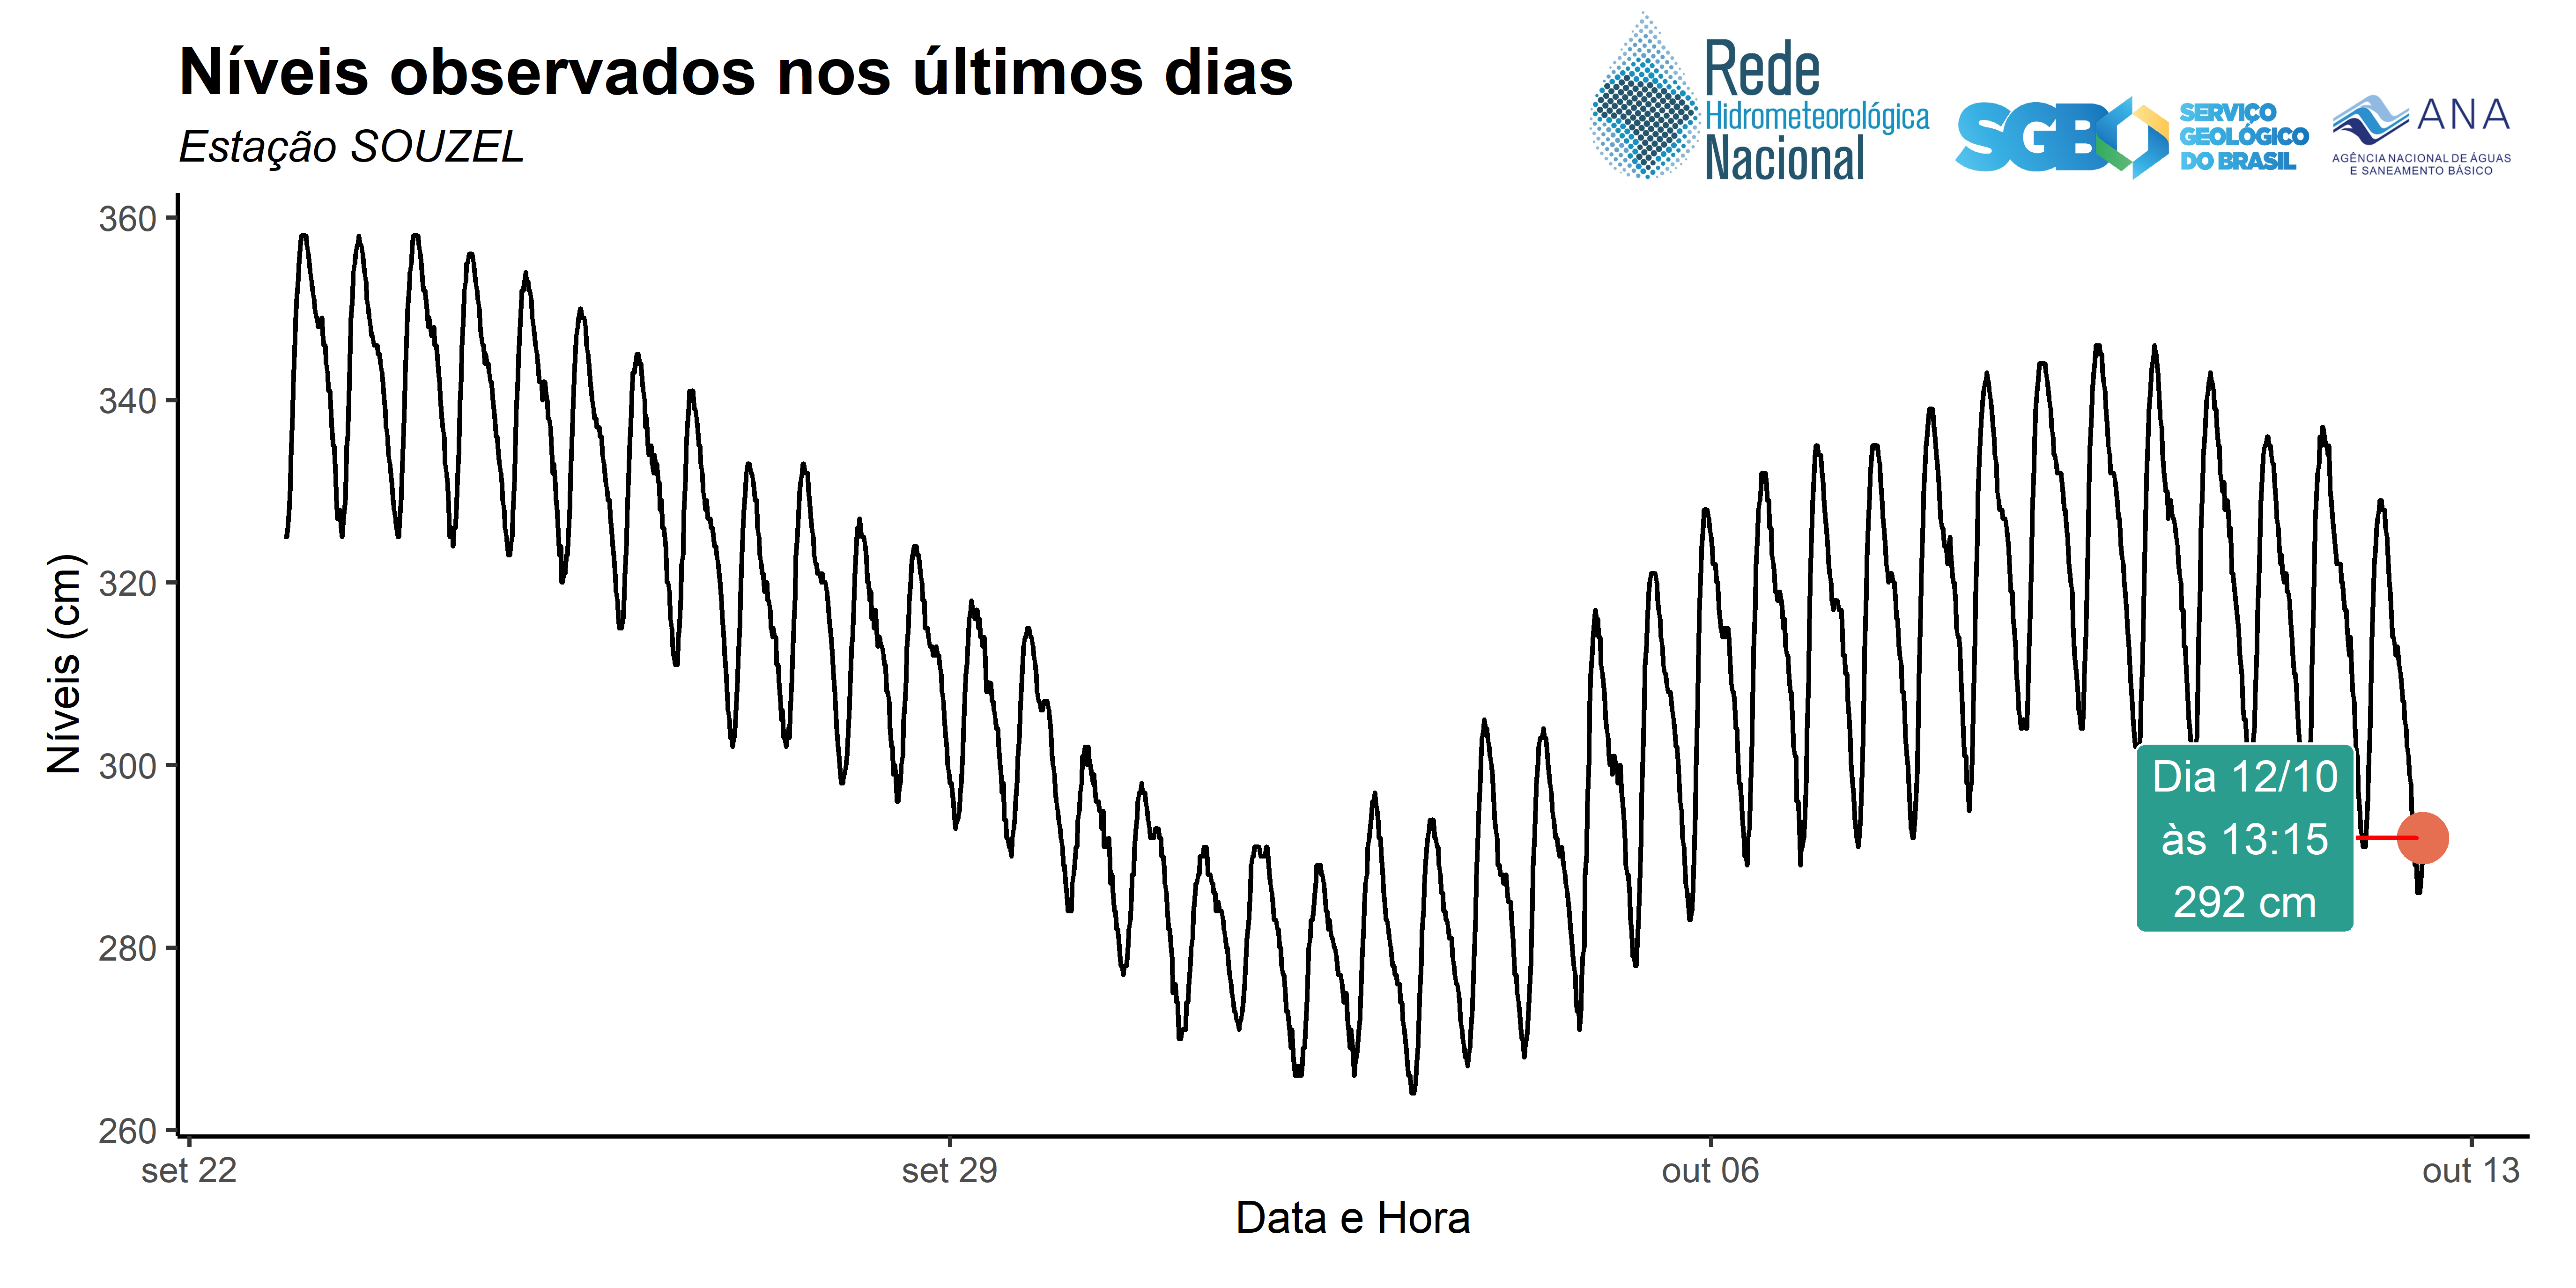 Níveis observados nos últimos dias
Estação SOUZEL
Rede
Hidrometeorológica
Nacional
SGB
SERVIÇO
GEOLÓGICO
DO BRASIL
ANA
AGÊNCIA NACIONAL DE ÁGUAS
E SANEAMENTO BÁSICO
Níveis (cm)
360
340
320
300
280
260
Dia 12/10
às 13:15
292 cm
set 22
set 29
out 06
out 13
Data e Hora